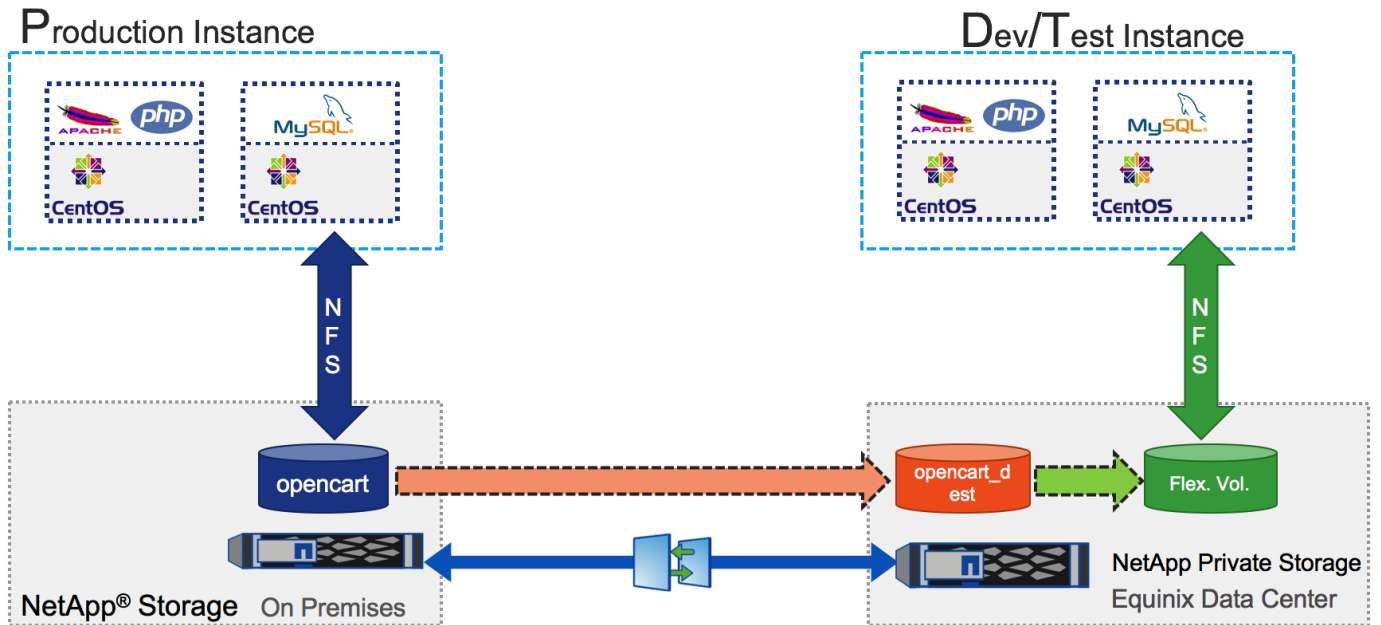 Production Instance
Dev/Test Instance
APACHE php
MySQL®
APACHE php
MySQL®
CentOS
CentOS
CentOS
CentOS
N
F
S
N
F
S
opencart
opencart_d
est
Flex. Vol.
NetApp® Storage On Premises
NetApp Private Storage
Equinix Data Center